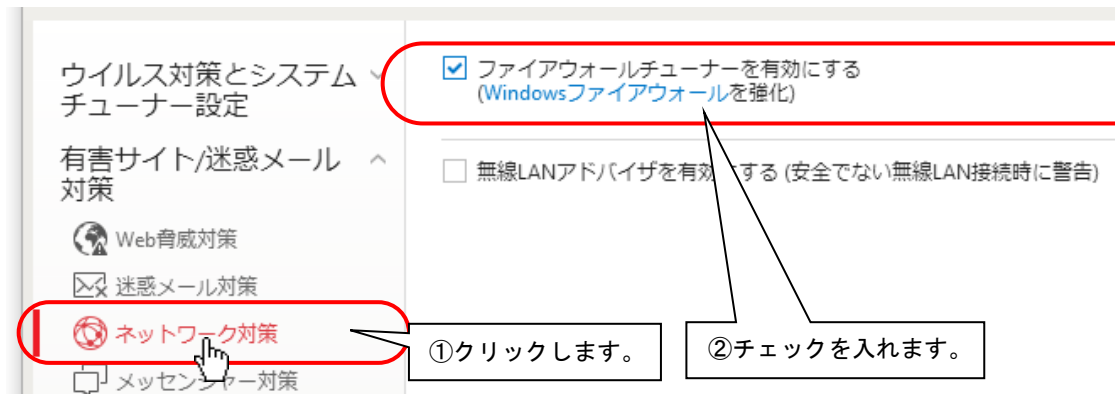 ウイルス対策とシステム
チューナー設定
有害サイト/迷惑メール
対策
Web脅威対策
迷惑メール対策
ネットワーク対策
メッセンジャー対策
ファイアウォールチューナーを有効にする
(Windowsファイアウォールを強化)
無線LANアドバイザを有効にする (安全でない無線LAN接続時に警告)
①クリックします。
②チェックを入れます。